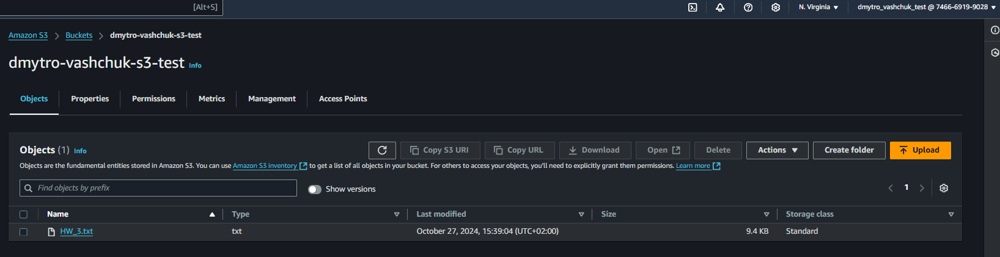 [Alt+S] N. Virginia dmytro_vashchuk_test @ 7466-6919-9028
Amazon S3 Buckets dmytro-vashchuk-s3-test
dmytro-vashchuk-s3-test Info
Objects Properties Permissions Metrics Management Access Points
Objects (1) Info Copy S3 URI Copy URL Download Open Delete Actions Create folder Upload
Objects are the fundamental entities stored in Amazon S3. You can use Amazon S3 inventory to get a list of all objects in your bucket. For others to access your objects, you'll need to explicitly grant them permissions. Learn more
Find objects by prefix Show versions 1
Name Type Last modified Size Storage class
HW_3.txt txt October 27, 2024, 15:39:04 (UTC+02:00) 9.4 KB Standard